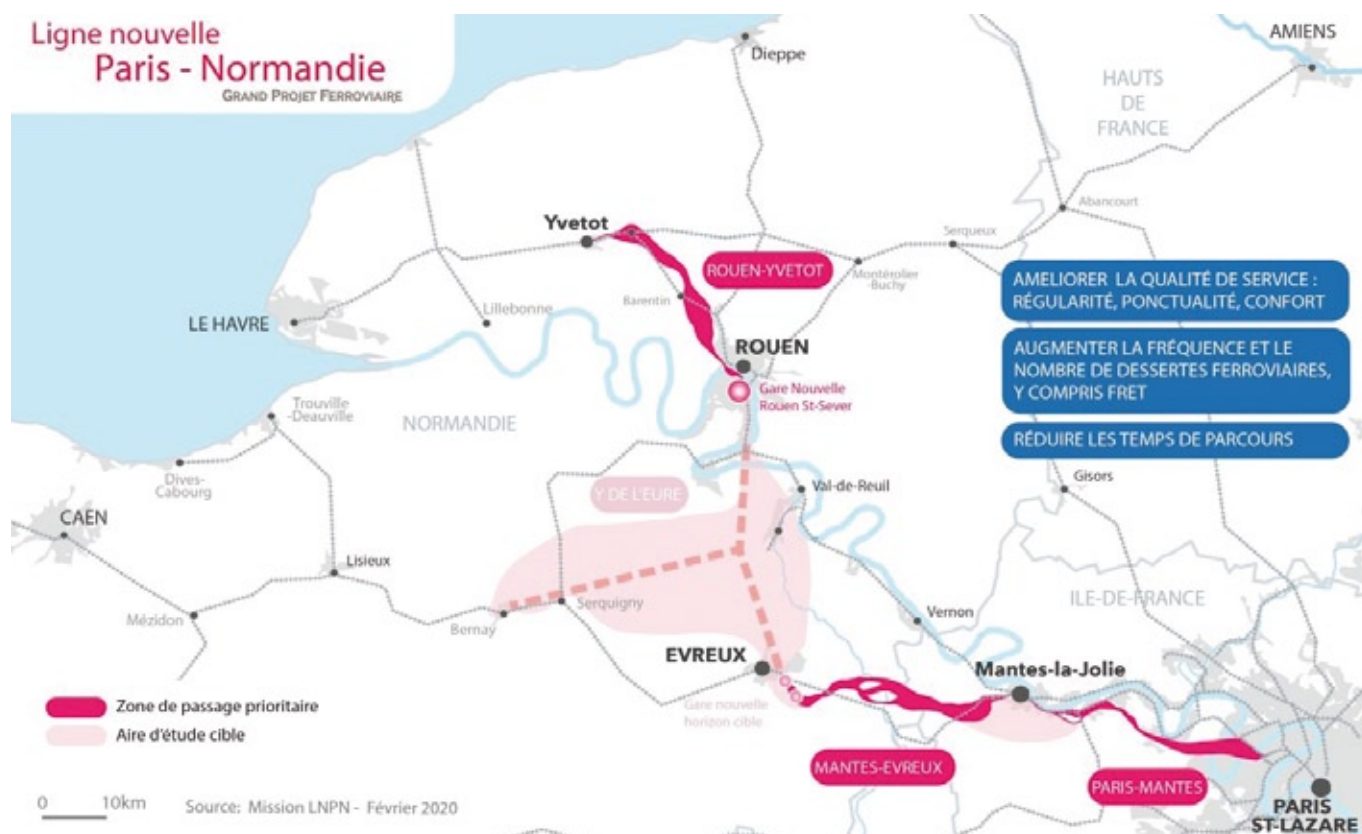 Ligne nouvelle
Paris - Normandie
GRAND PROJET FERROVIAIRE
Dieppe
AMIENS
HAUTS
DE
FRANCE
Abancourt
Yvetot
Serqueux
ROUEN-YVETOT
Montérolier
-Buchy
AMELIORER LA QUALITÉ DE SERVICE :
RÉGULARITÉ, PONCTUALITÉ, CONFORT
Barentin
Lillebonne
LE HAVRE
ROUEN
AUGMENTER LA FRÉQUENCE ET LE
NOMBRE DE DESSERTES FERROVIAIRES,
Y COMPRIS FRET
Gare Nouvelle
Rouen St-Sever
Trouville
-Deauville
NORMANDIE
RÉDUIRE LES TEMPS DE PARCOURS
Dives-
Cabourg
Y DE L'EURE
Val-de-Reuil
Gisors
CAEN
Lisieux
ILE-DE-FRANCE
Serquigny
Mézidon
Bernay
Vernon
EVREUX
Mantes-la-Jolie
Gare nouvelle
horizon cible
Zone de passage prioritaire
Aire d'étude cible
MANTES-EVREUX
PARIS-MANTES
0 10km
Source: Mission LNPN - Février 2020
PARIS
ST-LAZARE